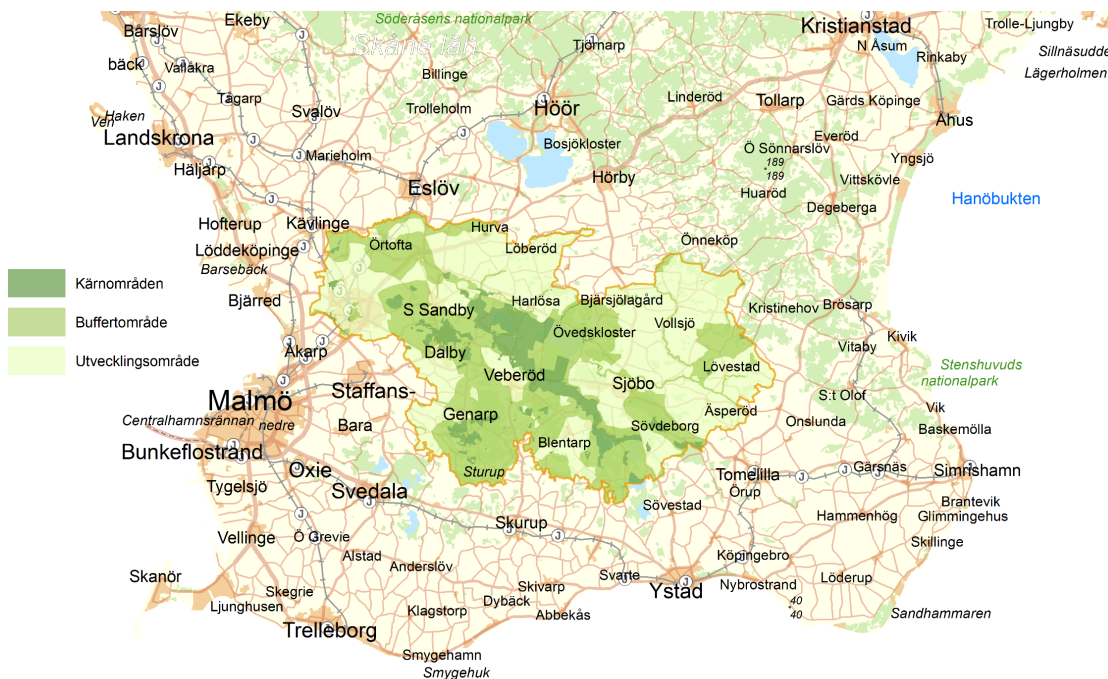 Ekeby
Söderåsens nationalpark
Kristianstad
Trolle-Ljungby
Bårslöv
Skåne län
Tjörnarp
N Åsum
Sillnäsudde
bäck
Vallåkra
Billinge
Rinkaby
Lägerholmen
Tågarp
Trolleholm
Linderöd
Tollarp
Gärds Köpinge
Svalöv
Höör
Haken
Ven
Åhus
Landskrona
Bosjökloster
Everöd
Ö Sönnarslöv
Marieholm
189
189
Yngsjö
Häljarp
Eslöv
Hörby
Huaröd
Vittskövle
Hanöbukten
Degeberga
Hofterup
Kävlinge
Hurva
Örtofta
Löberöd
Önneköp
Löddeköpinge
Barsebäck
Kärnområden
Bjärred
Harlösa
Bjärsjölagård
Kristinehov
Brösarp
S Sandby
Buffertområde
Övedskloster
Vollsjö
Kivik
Vitaby
Åkarp
Dalby
Utvecklingsområde
Stenshuvuds
nationalpark
Veberöd
Lövestad
Sjöbo
Staffans-
Malmö
S:t Olof
Genarp
Äsperöd
Vik
Centralhamnsrännan
nedre
Bara
Sövdeborg
Onslunda
Baskemölla
Blentarp
Bunkeflostrand
Oxie
Sturup
Tomelilla
Gärsnäs
Simrishamn
Tygelsjö
Svedala
Örup
Sövestad
Brantevik
Hammenhög
Glimmingehus
Skurup
Vellinge
Ö Grevie
Skillinge
Alstad
Anderslöv
Köpingebro
Skanör
Svarte
Löderup
Skegrie
Skivarp
Ystad
Nybrostrand
Ljunghusen
Dybäck
40
40
Klagstorp
Abbekås
Sandhammaren
Trelleborg
Smygehamn
Smygehuk